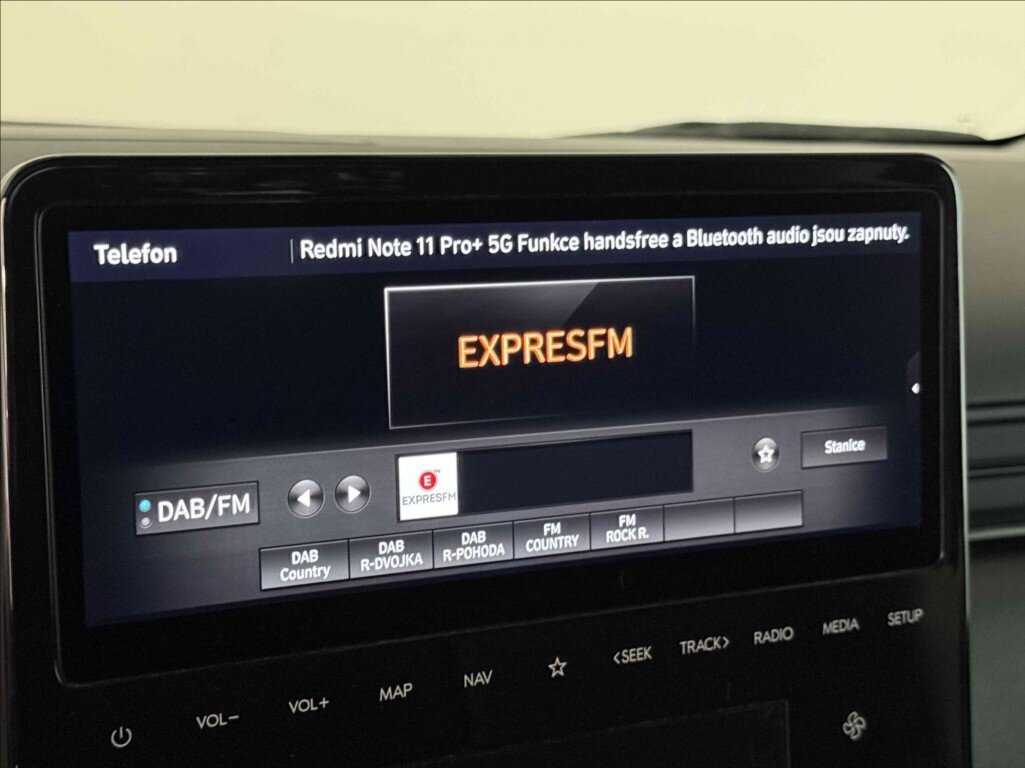 Telefon
Redmi Note 11 Pro+ 5G Funkce handsfree a Bluetooth audio jsou zapnuty.
EXPRESFM
DAB/FM
E FM
EXPRESFM
Stanice
DAB
Country
DAB
R-DVOJKA
DAB
R-POHODA
FM
COUNTRY
FM
ROCK R.
VOL−
VOL+
MAP
NAV
<SEEK
TRACK>
RADIO
MEDIA
SETUP